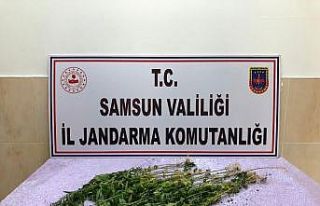 T.C.
SAMSUN VALİLİĞİ
İL JANDARMA KOMUTANLIĞI